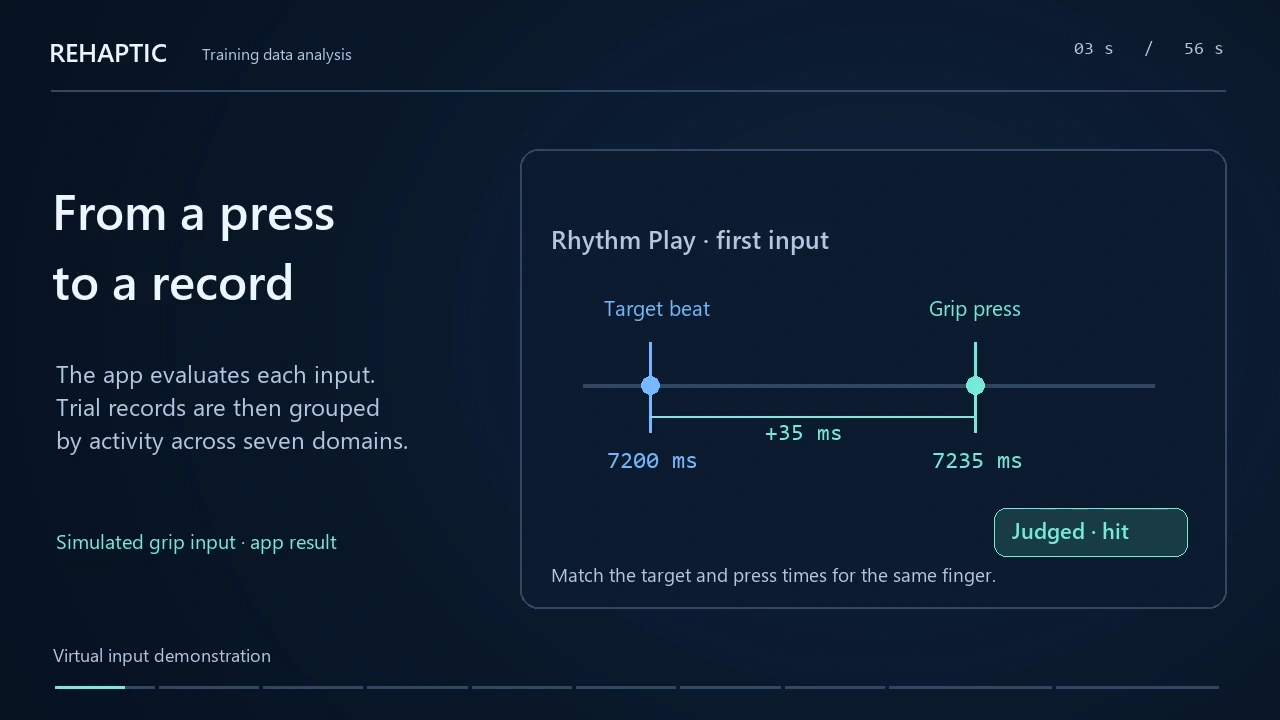 REHAPTIC
Training data analysis
03 s / 56 s
From a press
to a record
The app evaluates each input.
Trial records are then grouped
by activity across seven domains.
Simulated grip input · app result
Rhythm Play · first input
Target beat
Grip press
+35 ms
7200 ms
7235 ms
Judged · hit
Match the target and press times for the same finger.
Virtual input demonstration